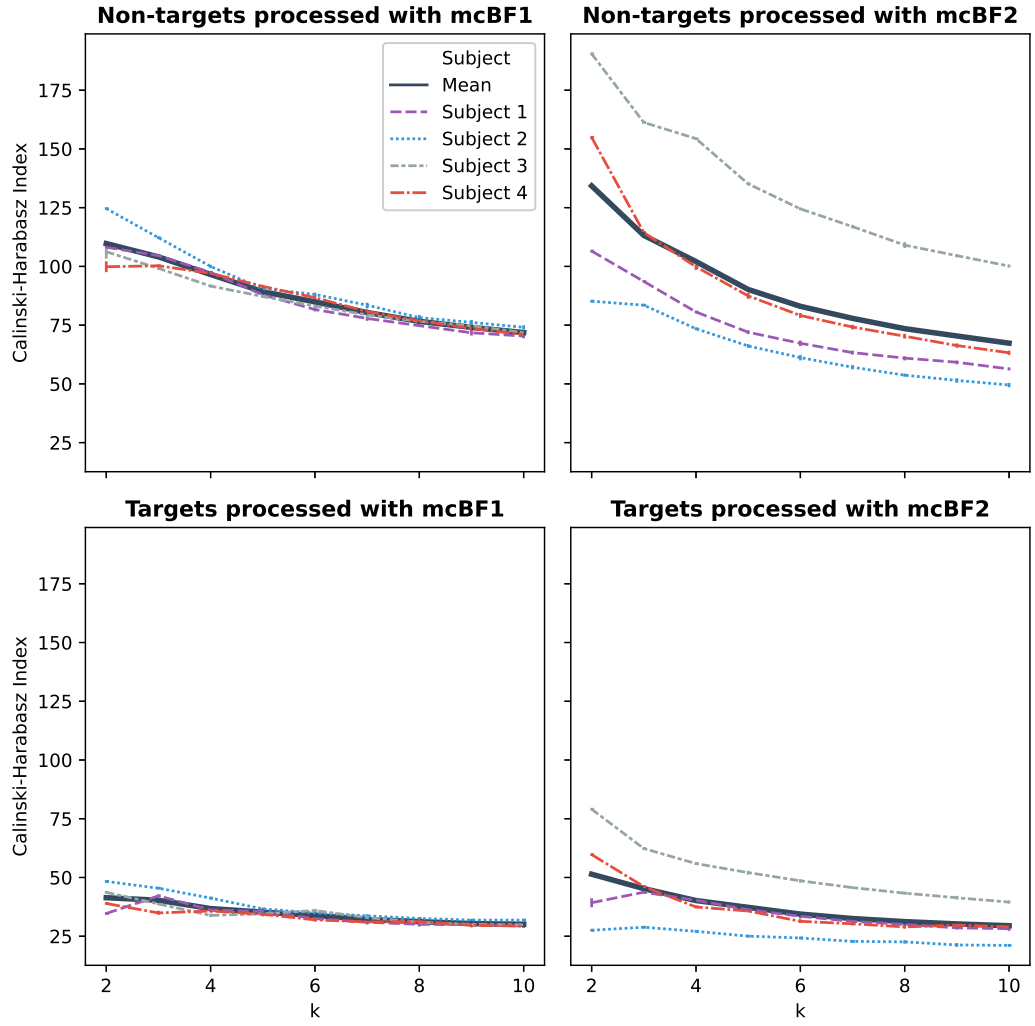 Non-targets processed with mcBF1
Non-targets processed with mcBF2
Calinski-Harabasz Index
175
150
125
100
75
50
25
Subject
Mean
Subject 1
Subject 2
Subject 3
Subject 4
Targets processed with mcBF1
Targets processed with mcBF2
Calinski-Harabasz Index
175
150
125
100
75
50
25
2 4 6 8 10
k
2 4 6 8 10
k